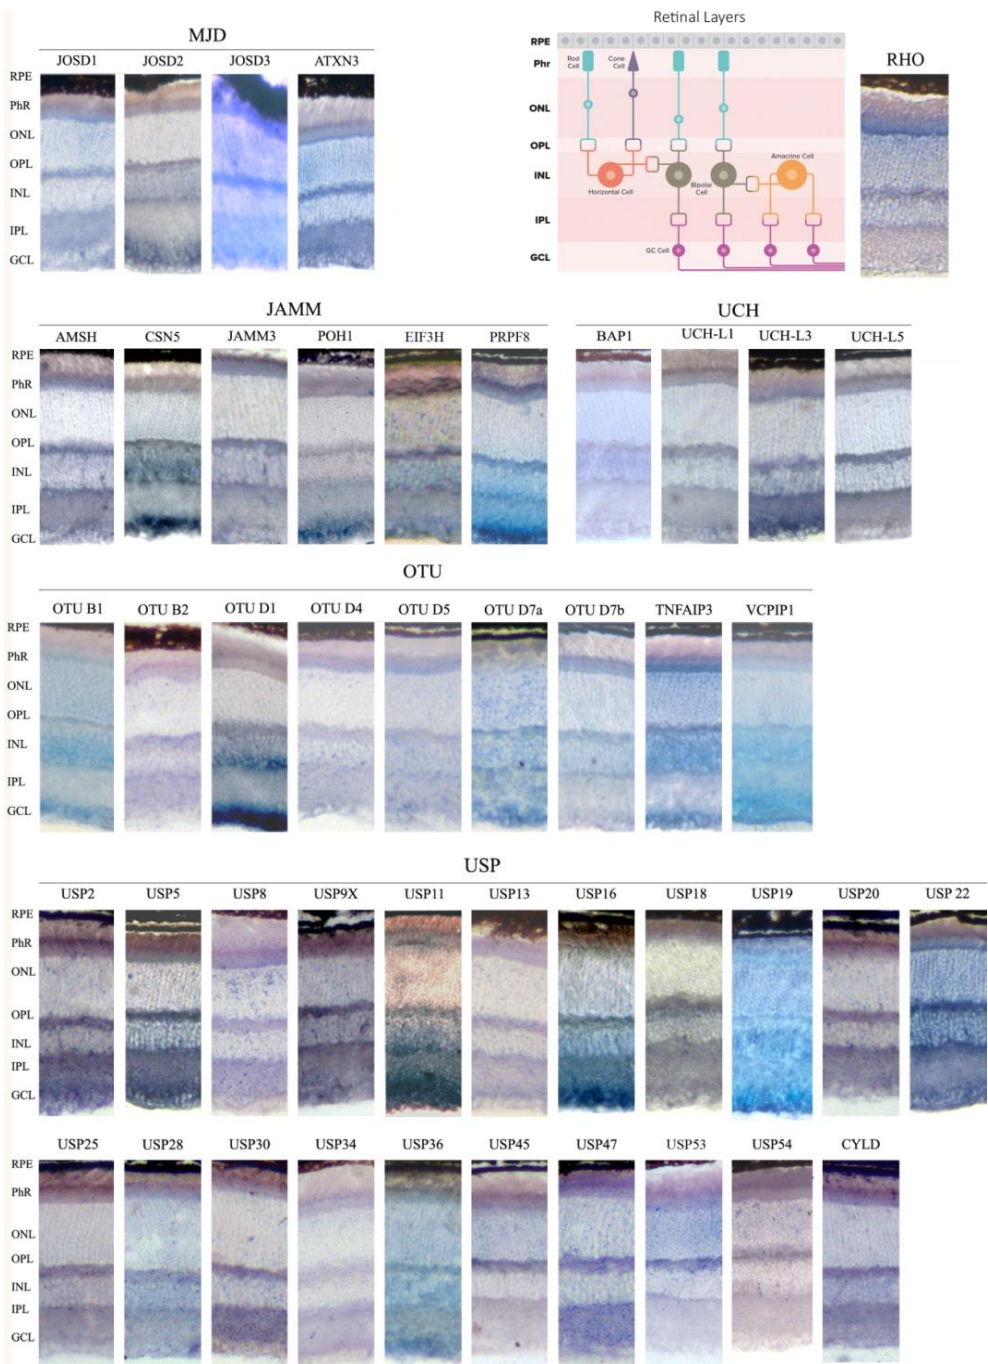 MJD
JOSD1 JOSD2 JOSD3 ATXN3
RPE
PhR
ONL
OPL
INL
IPL
GCL
Retinal Layers
RPE
Phr
ONL
OPL
INL
IPL
GCL
Rod
Cell
Cone
Cell
Horizontal Cell
Bipolar
Cell
Amacrine Cell
GC Cell
RHO
JAMM
AMSH CSN5 JAMM3 POH1 EIF3H PRPF8
RPE
PhR
ONL
OPL
INL
IPL
GCL
UCH
BAP1 UCH-L1 UCH-L3 UCH-L5
OTU
OTU B1 OTU B2 OTU D1 OTU D4 OTU D5 OTU D7a OTU D7b TNFAIP3 VCPIP1
RPE
PhR
ONL
OPL
INL
IPL
GCL
USP
USP2 USP5 USP8 USP9X USP11 USP13 USP16 USP18 USP19 USP20 USP 22
RPE
PhR
ONL
OPL
INL
IPL
GCL
USP25 USP28 USP30 USP34 USP36 USP45 USP47 USP53 USP54 CYLD
RPE
PhR
ONL
OPL
INL
IPL
GCL